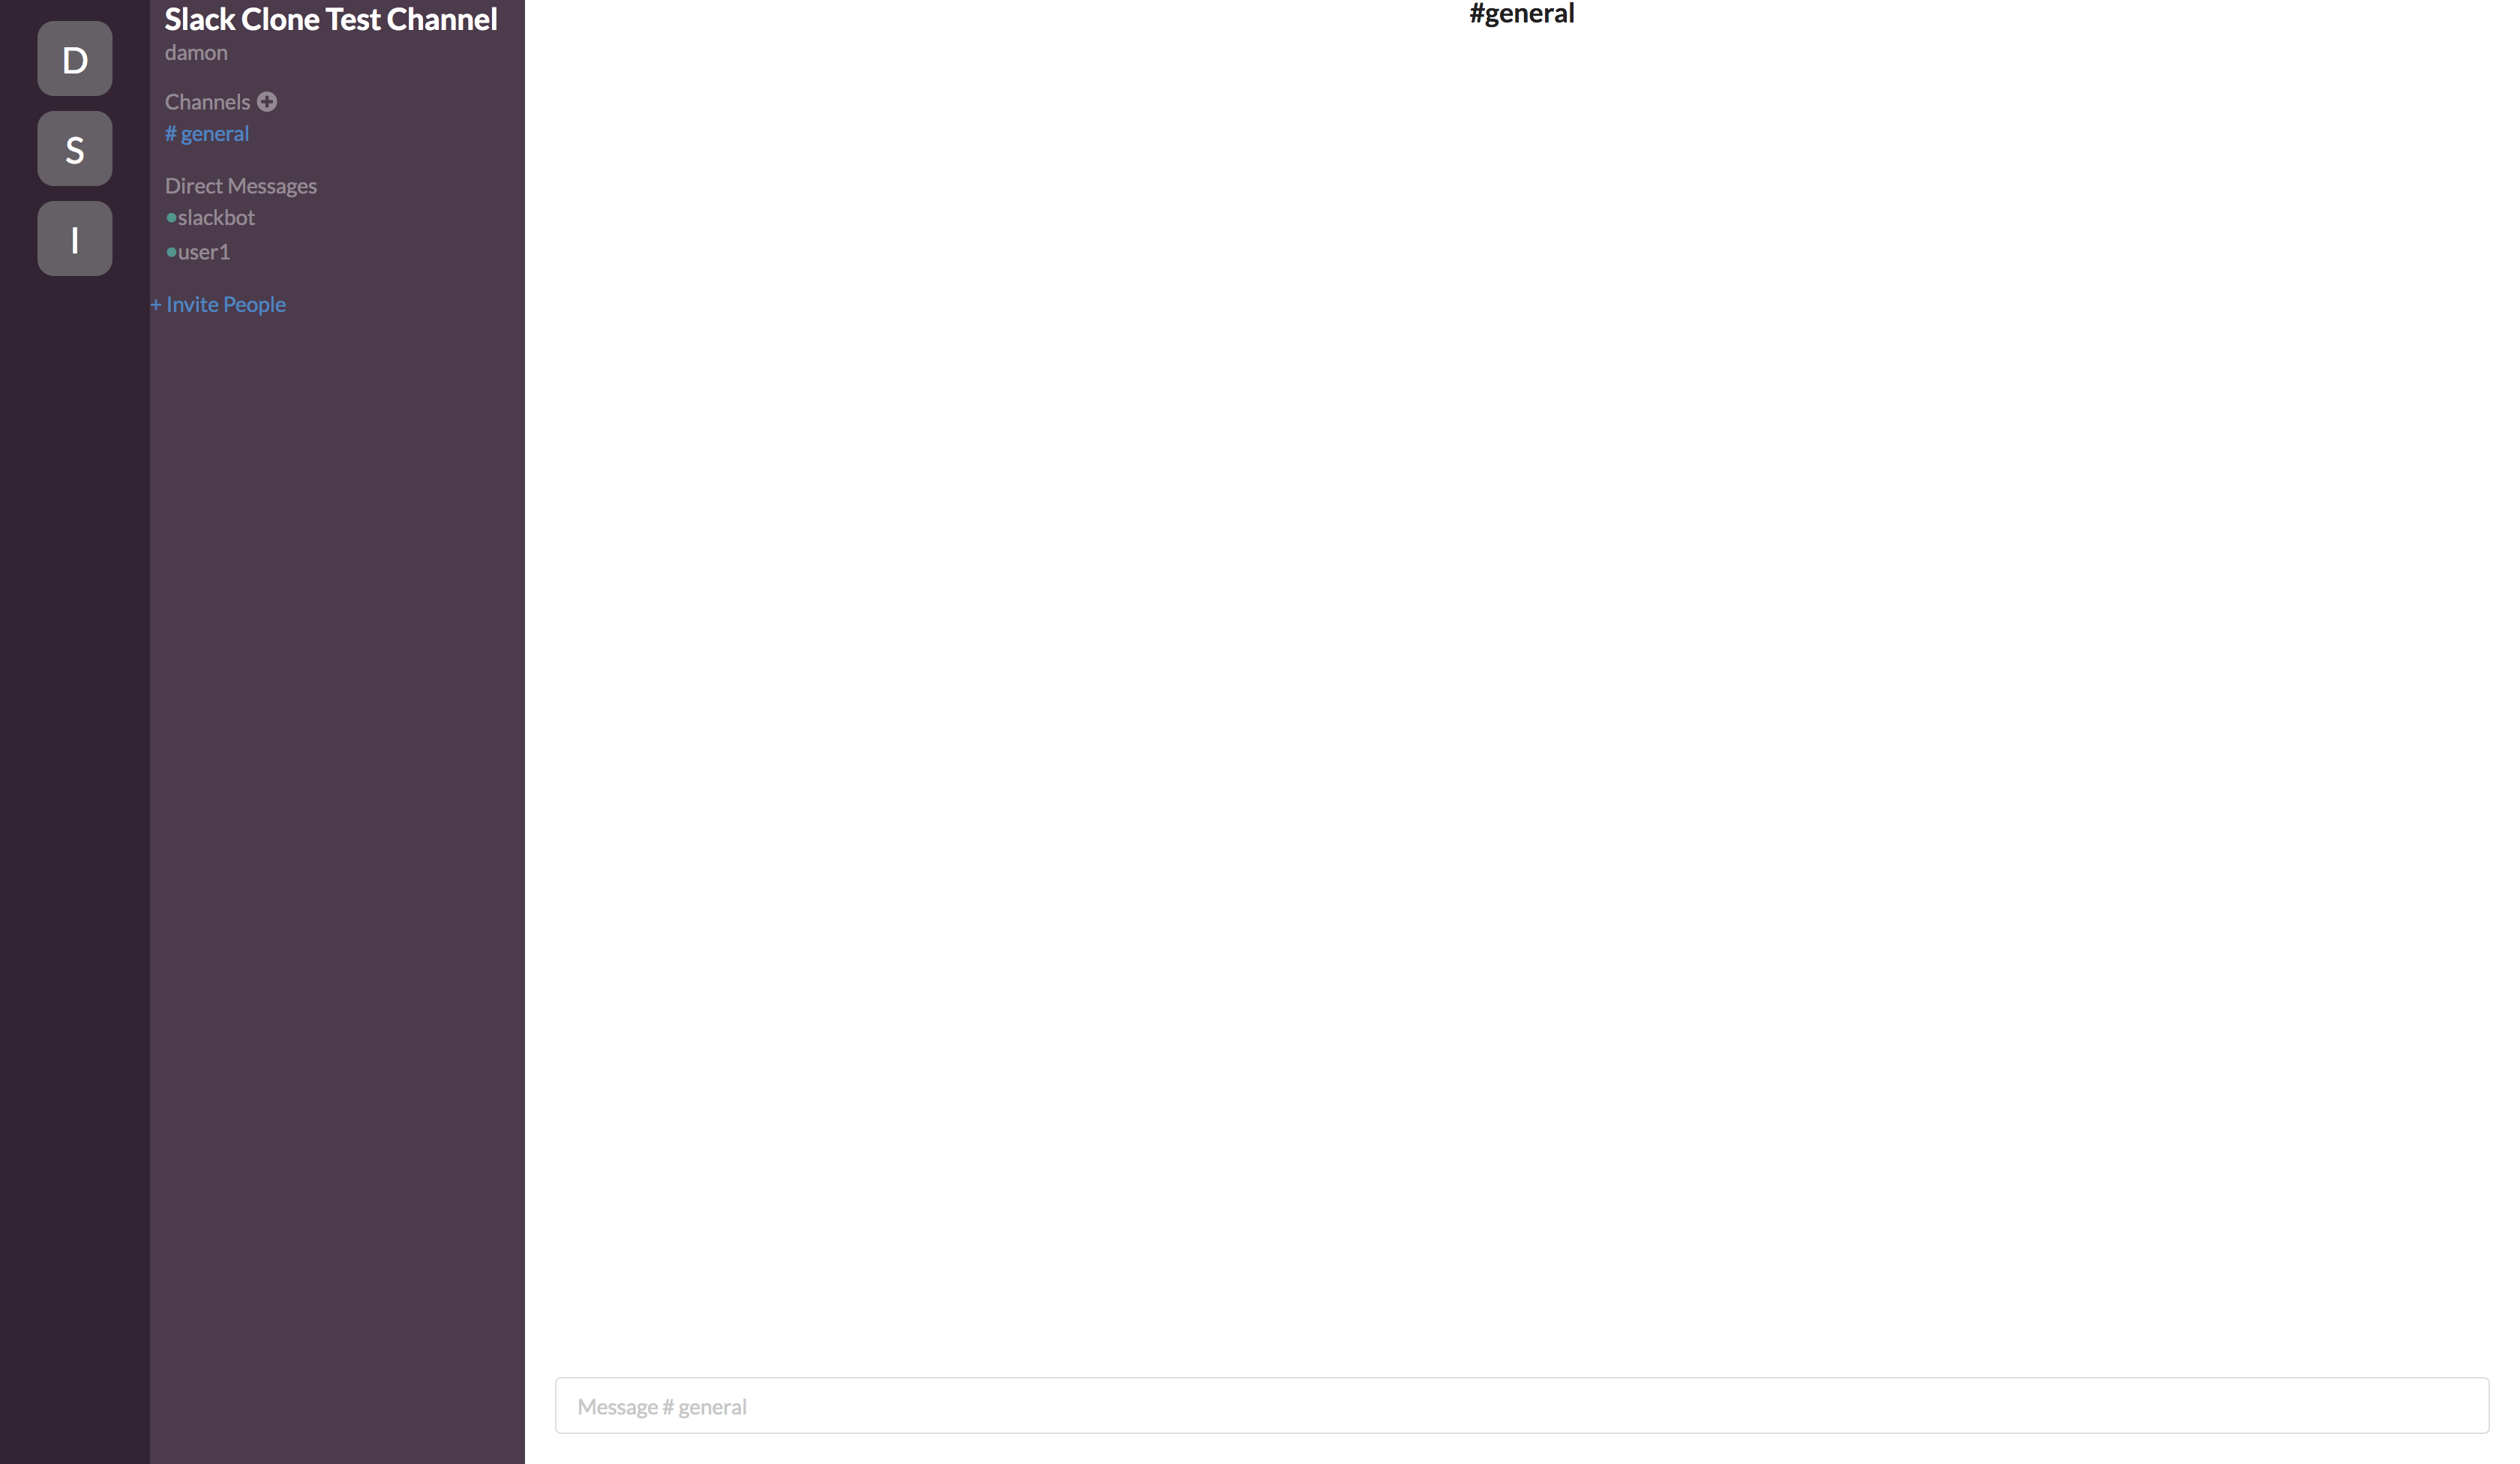 D
S
I
Slack Clone Test Channel
damon
Channels
# general
Direct Messages
slackbot
user1
+ Invite People
#general
Message # general